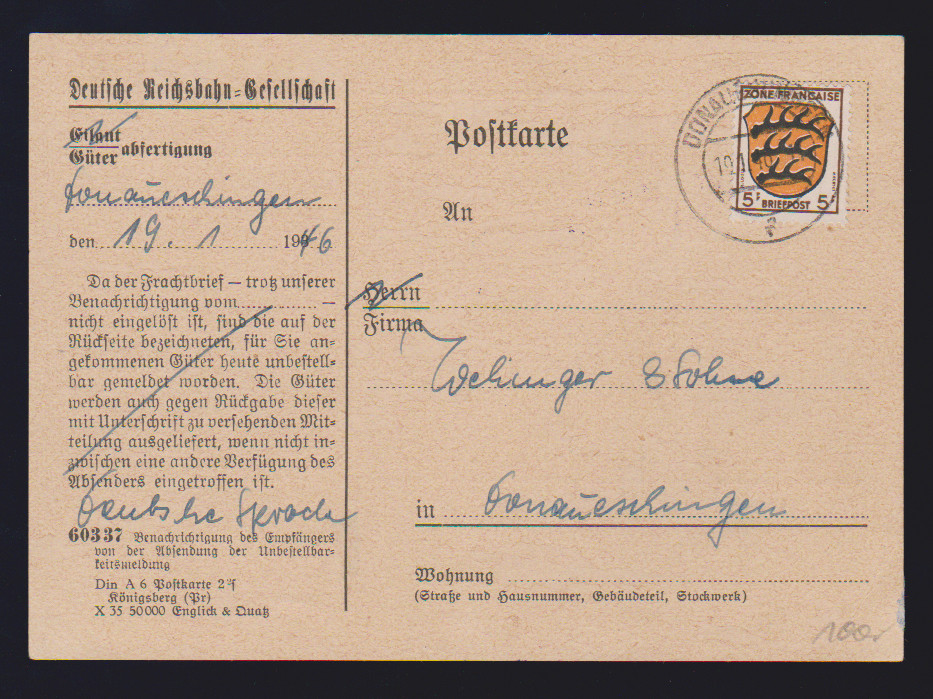 Deutsche Reichsbahn-Gesellschaft
Eilgut
Güter abfertigung
Donaueschingen
den 19. 1 1946
Da der Frachtbrief — trotz unserer
Benachrichtigung vom —
nicht eingelöst ist, sind die auf der
Rückseite bezeichneten, für Sie an-
gekommenen Güter heute unbestell-
bar gemeldet worden. Die Güter
werden auch gegen Rückgabe dieser
mit Unterschrift zu versehenden Mit-
teilung ausgeliefert, wenn nicht in-
zwischen eine andere Verfügung des
Absenders eingetroffen ist.
Deutsche Sprache
60337 Benachrichtigung des Empfängers
von der Absendung der Unbestellbar-
keitsmeldung
Din A 6 Postkarte
Königsberg (Pr)
X 35 50000 Englick & Quatz
Postkarte
An
Herrn
Firma
& Söhne
in Donaueschingen
Wohnung
(Straße und Hausnummer, Gebäudeteil, Stockwerk)
ZONE FRANÇAISE
5 BRIEFPOST 5
100